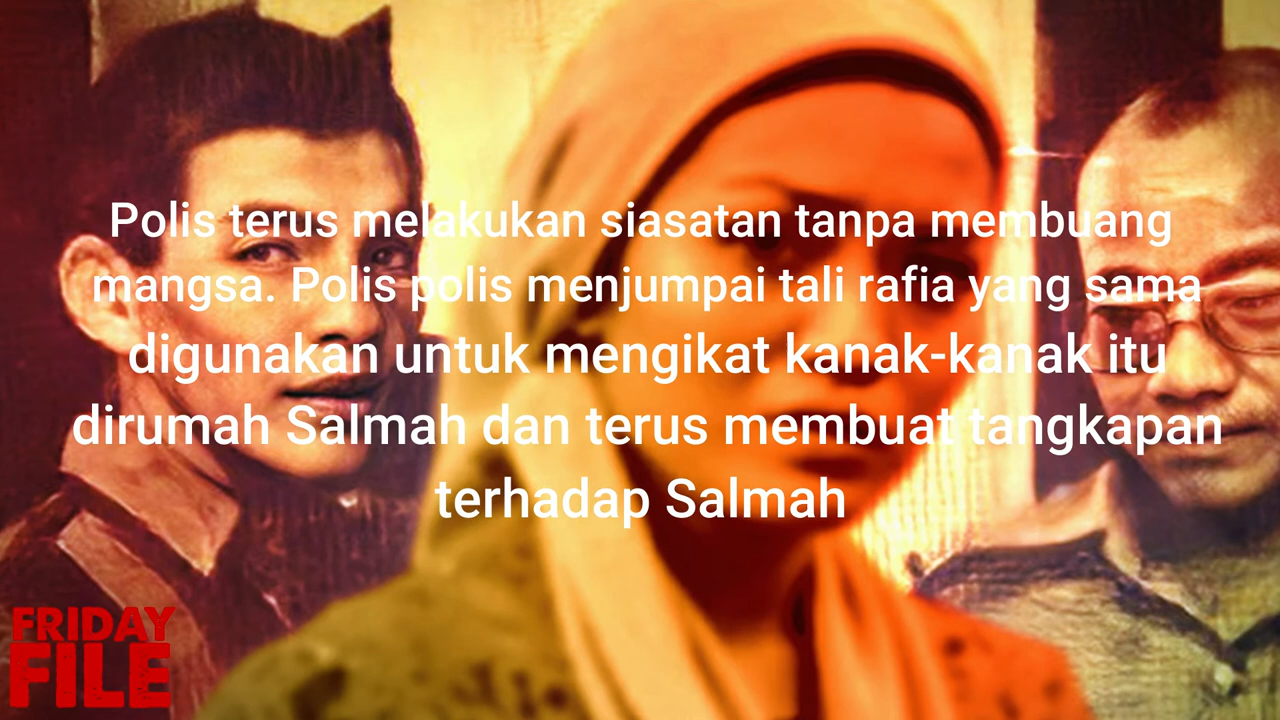 Polis terus melakukan siasatan tanpa membuang
mangsa. Polis polis menjumpai tali rafia yang sama
digunakan untuk mengikat kanak-kanak itu
dirumah Salmah dan terus membuat tangkapan
terhadap Salmah
FRIDAY
FILE